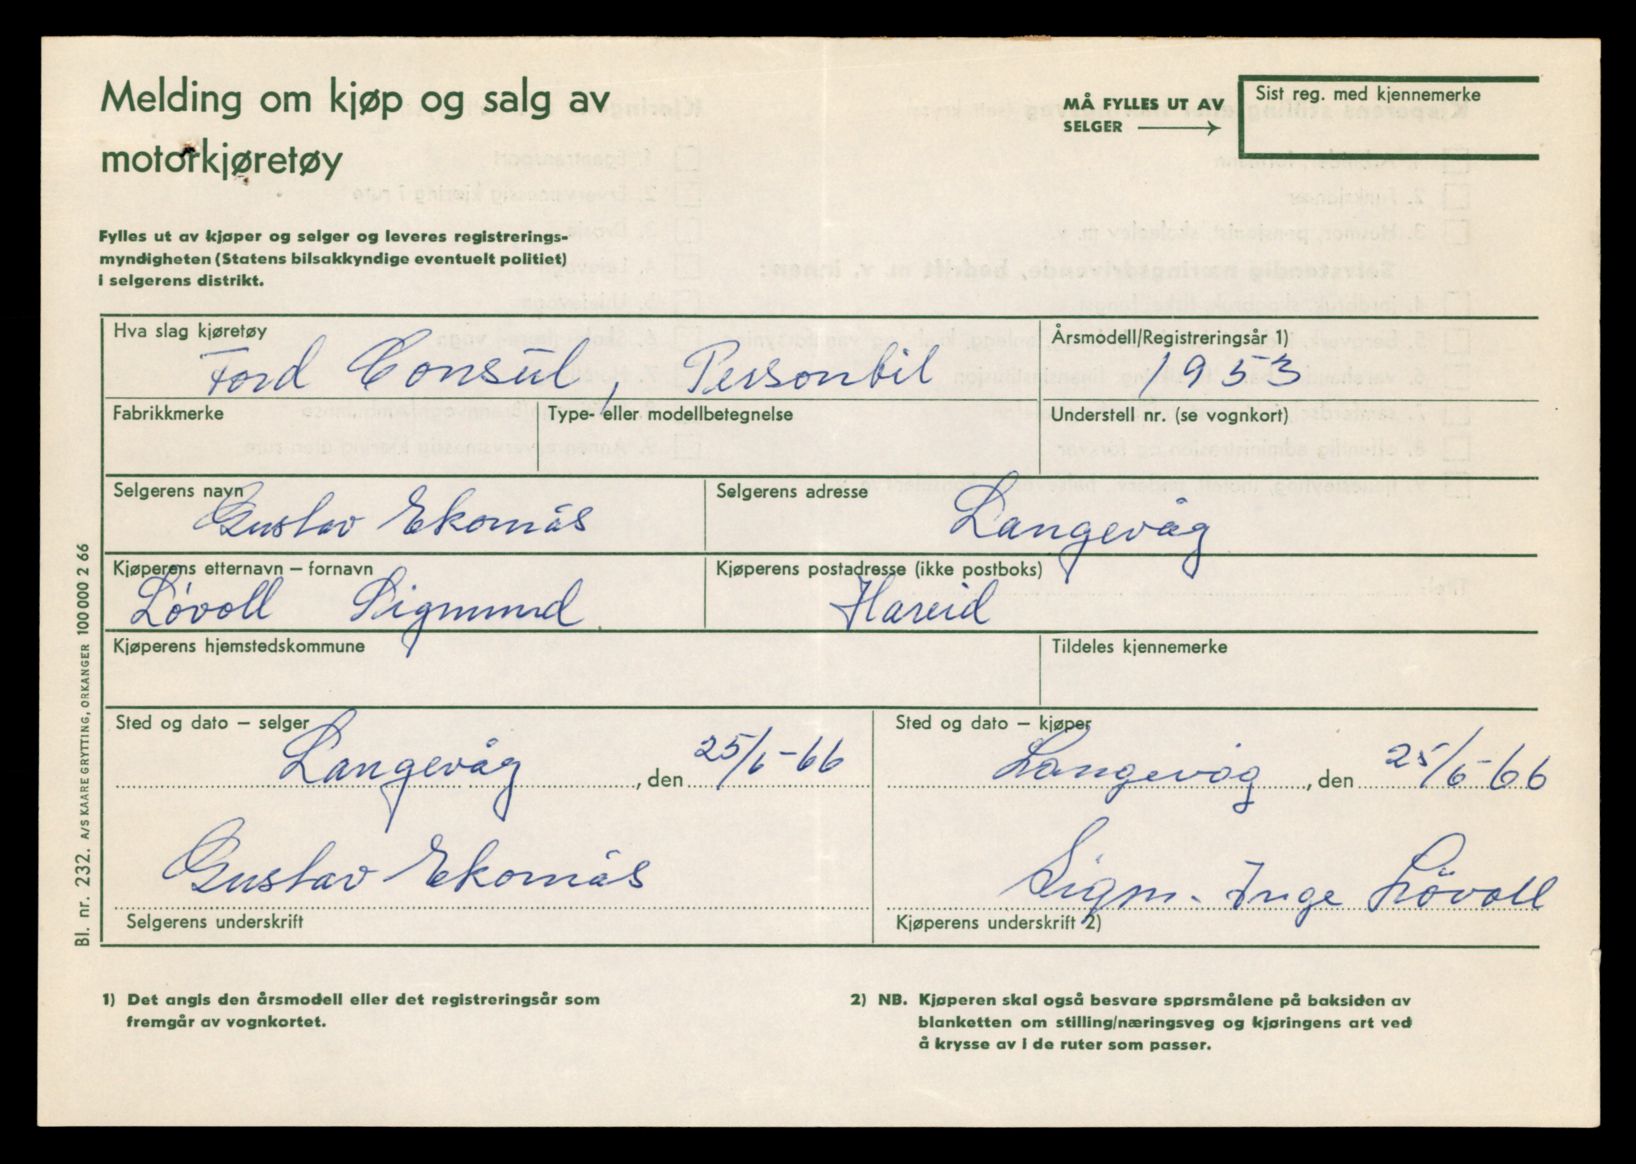 Melding om kjøp og salg av
motorkjøretøy
MÅ FYLLES UT AV
SELGER
Sist reg. med kjennemerke
Fylles ut av kjøper og selger og leveres registrerings-
myndigheten (Statens bilsakkyndige eventuelt politiet)
i selgerens distrikt.
Hva slag kjøretøy
Ford Consul, Personbil
Årsmodell/Registreringsår 1)
1953
Fabrikkmerke
Type- eller modellbetegnelse
Understell nr. (se vognkort)
Selgerens navn
Gustav Ekornås
Selgerens adresse
Langevåg
Kjøperens etternavn – fornavn
Løvoll Sigmund
Kjøperens postadresse (ikke postboks)
Hareid
Kjøperens hjemstedskommune
Tildeles kjennemerke
Sted og dato – selger
Langevåg, den 25/6-66
Sted og dato – kjøper
Langevåg, den 25/6-66
Gustav Ekornås
Selgerens underskrift
Sigm. Inge Løvoll
Kjøperens underskrift 2)
Bl. nr. 232. A/S KAARE GRYTTING, ORKANGER 100 000 2 66
1) Det angis den årsmodell eller det registreringsår som
fremgår av vognkortet.
2) NB. Kjøperen skal også besvare spørsmålene på baksiden av
blanketten om stilling/næringsveg og kjøringens art ved
å krysse av i de ruter som passer.